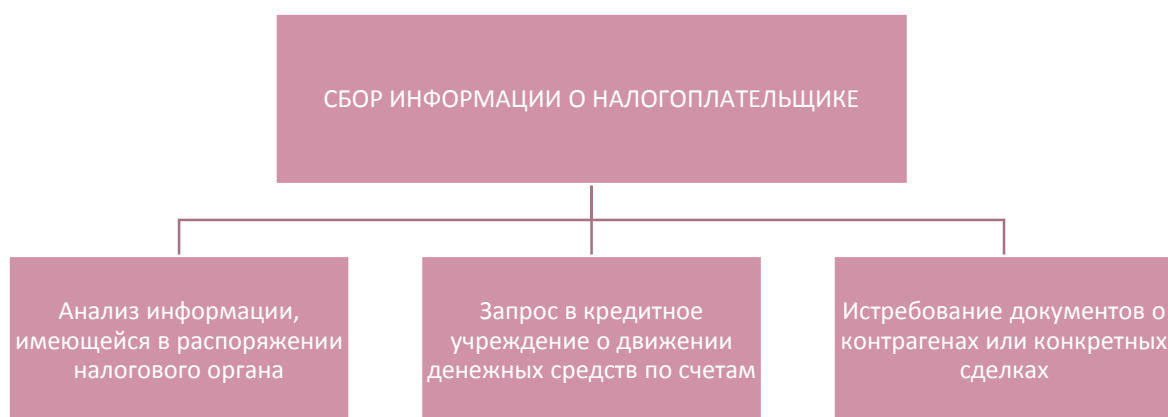 СБОР ИНФОРМАЦИИ О НАЛОГОПЛАТЕЛЬЩИКЕ
Анализ информации,
имеющейся в распоряжении
налогового органа
Запрос в кредитное
учреждение о движении
денежных средств по счетам
Истребование документов о
контрагенах или конкретных
сделках